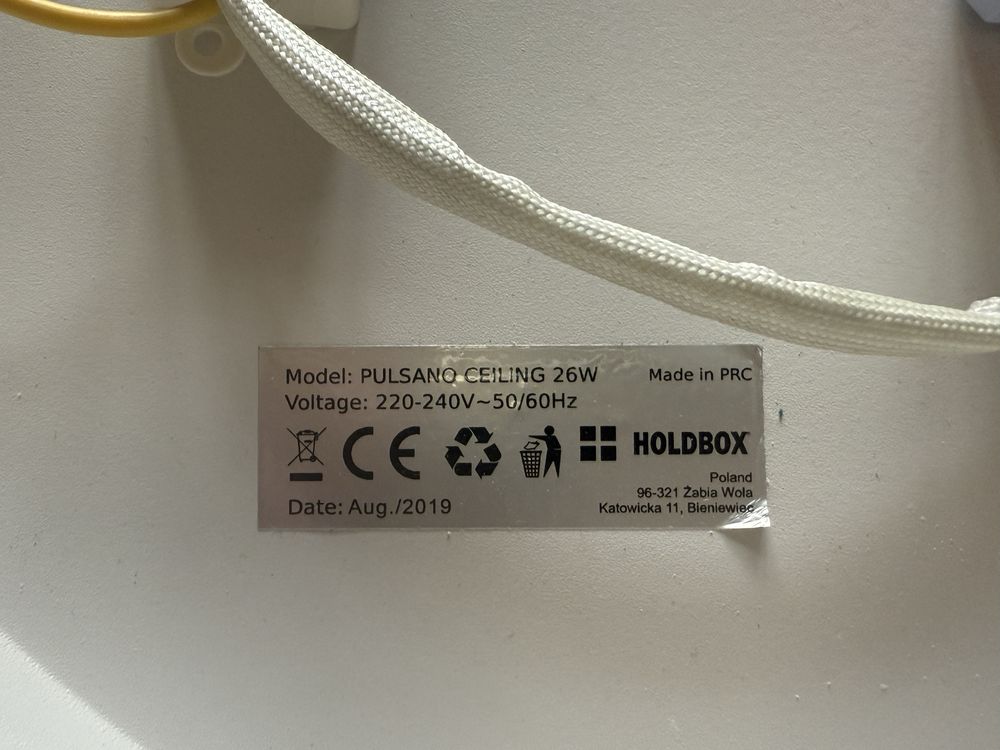 Model: PULSANO CEILING 26W
Made in PRC
Voltage: 220-240V~50/60Hz
CE
HOLDBOX
Poland
96-321 Żabia Wola
Katowicka 11, Bieniewiec
Date: Aug./2019